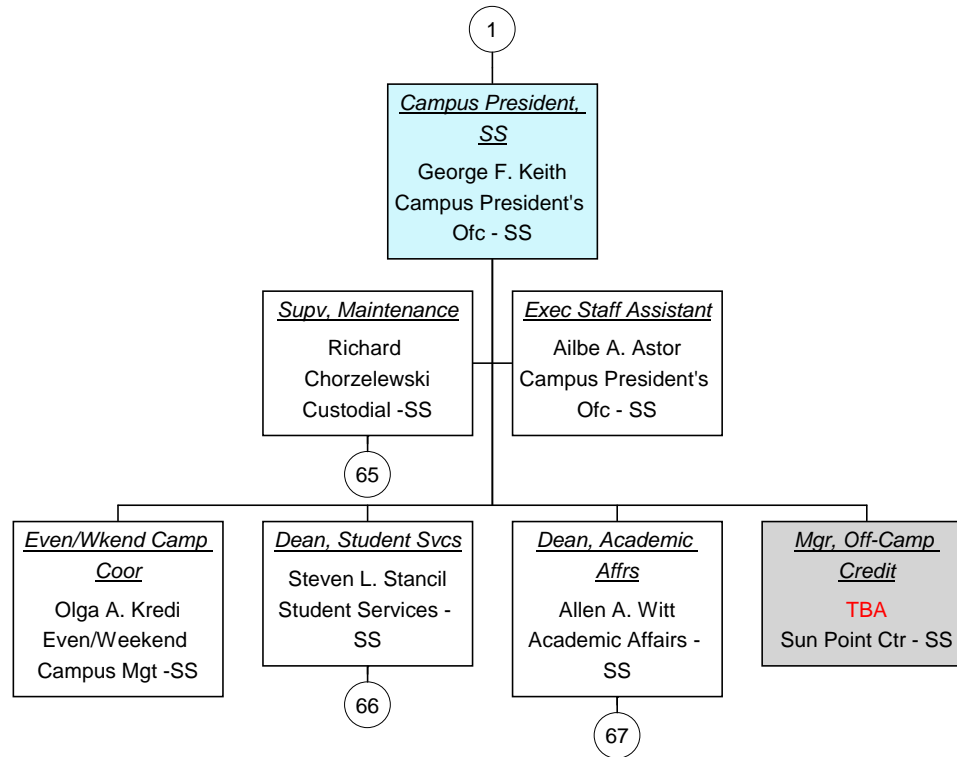 1
Campus President,
SS
George F. Keith
Campus President's
Ofc - SS
Supv, Maintenance
Richard
Chorzelewski
Custodial -SS
65
Exec Staff Assistant
Ailbe A. Astor
Campus President's
Ofc - SS
Even/Wkend Camp
Coor
Olga A. Kredi
Even/Weekend
Campus Mgt -SS
Dean, Student Svcs
Steven L. Stancil
Student Services -
SS
66
Dean, Academic
Affrs
Allen A. Witt
Academic Affairs -
SS
67
Mgr, Off-Camp
Credit
TBA
Sun Point Ctr - SS